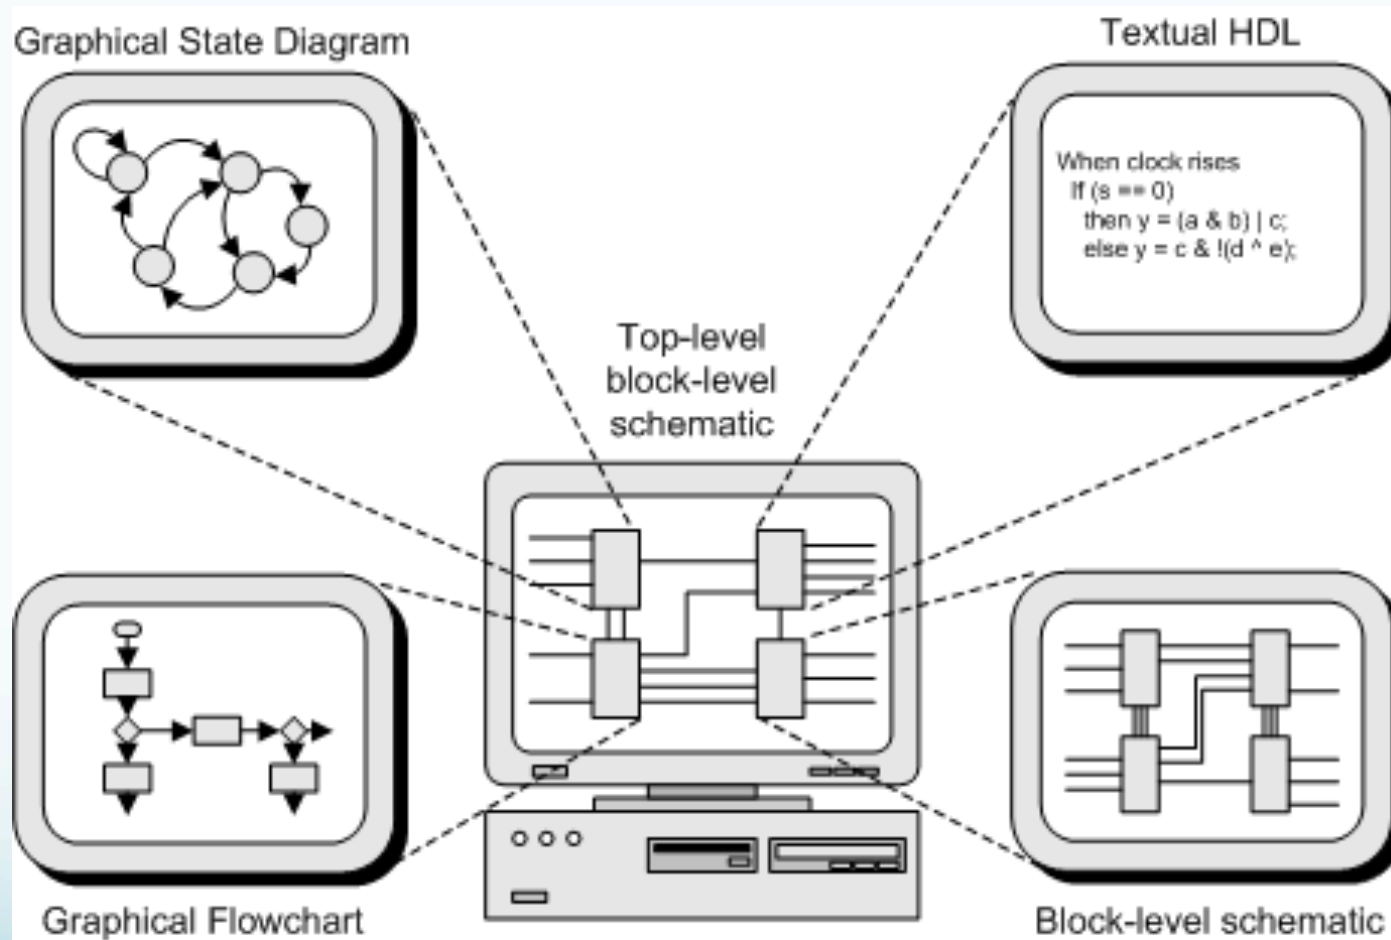 Graphical State Diagram
Textual HDL
When clock rises
If (s == 0)
then y = (a & b) | c;
else y = c & !(d ^ e);
Top-level
block-level
schematic
Graphical Flowchart
Block-level schematic